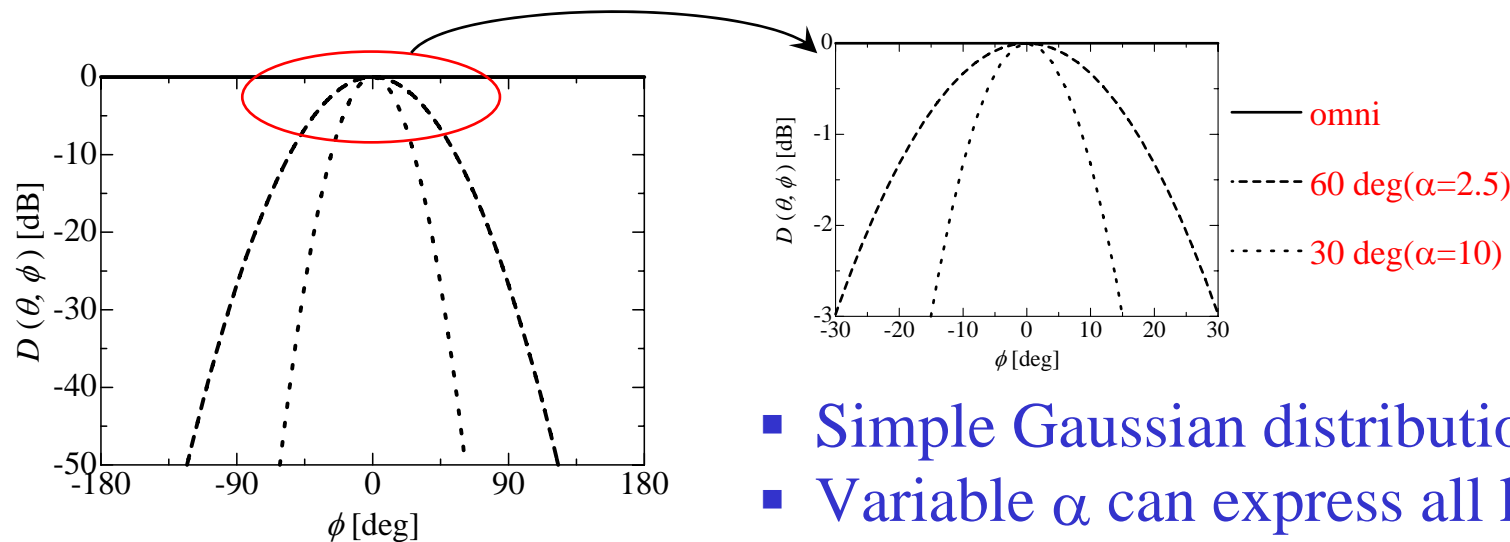 0
-10
-20
-30
-40
-50
D (θ, ϕ) [dB]
-180 -90 0 90 180
ϕ [deg]
0
-1
-2
-3
D (θ, ϕ) [dB]
-30 -20 -10 0 10 20 30
ϕ [deg]
omni
60 deg(α=2.5)
30 deg(α=10)
▪ Simple Gaussian distributio
▪ Variable α can express all